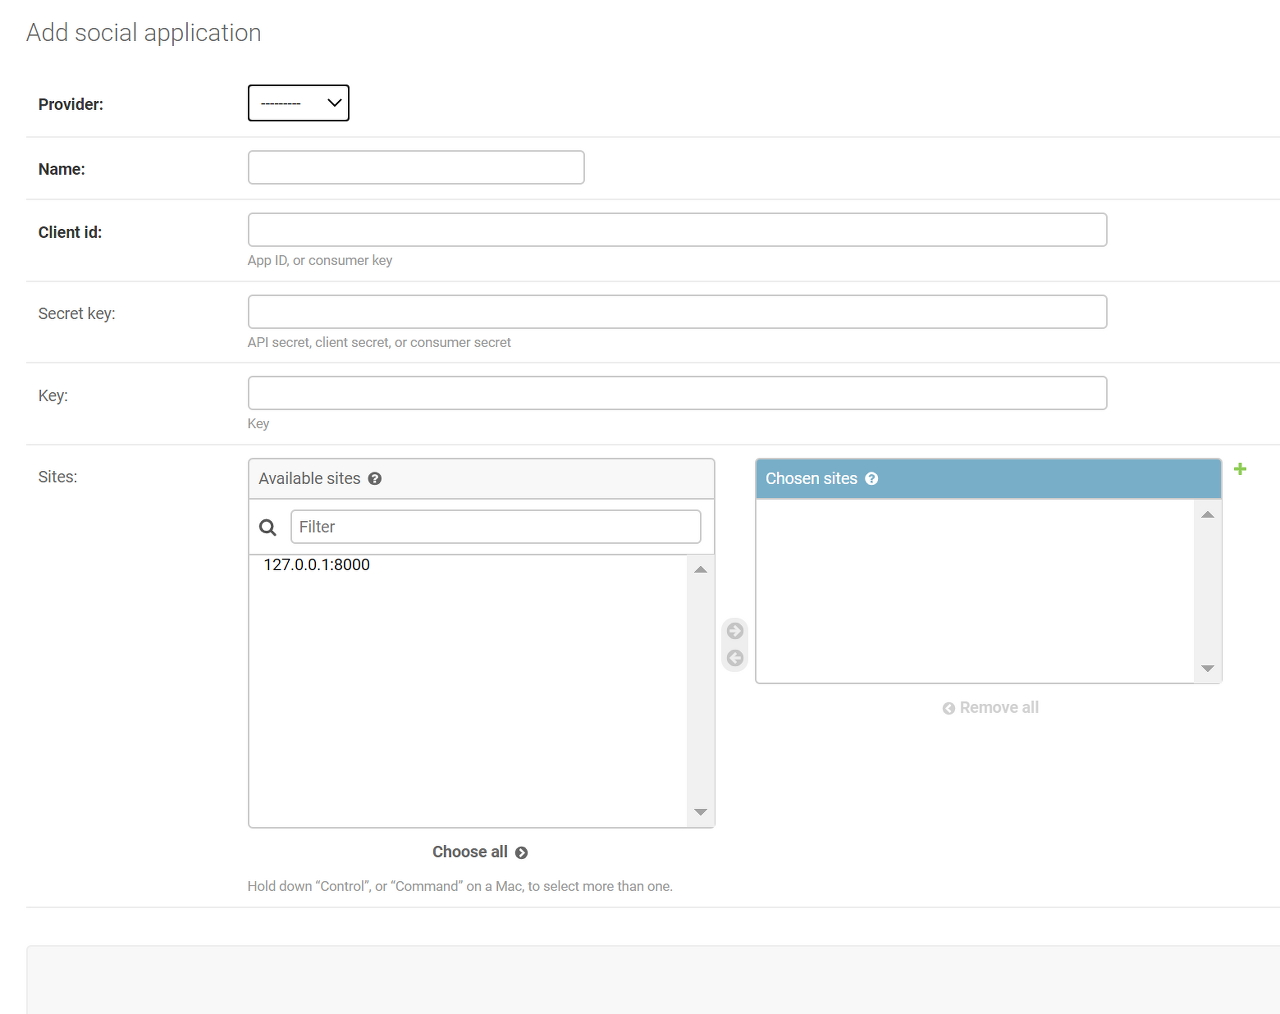 Add social application
Provider:
---------
Name:
Client id:
App ID, or consumer key
Secret key:
API secret, client secret, or consumer secret
Key:
Key
Sites:
Available sites
Filter
127.0.0.1:8000
Choose all
Chosen sites
Remove all
Hold down “Control”, or “Command” on a Mac, to select more than one.